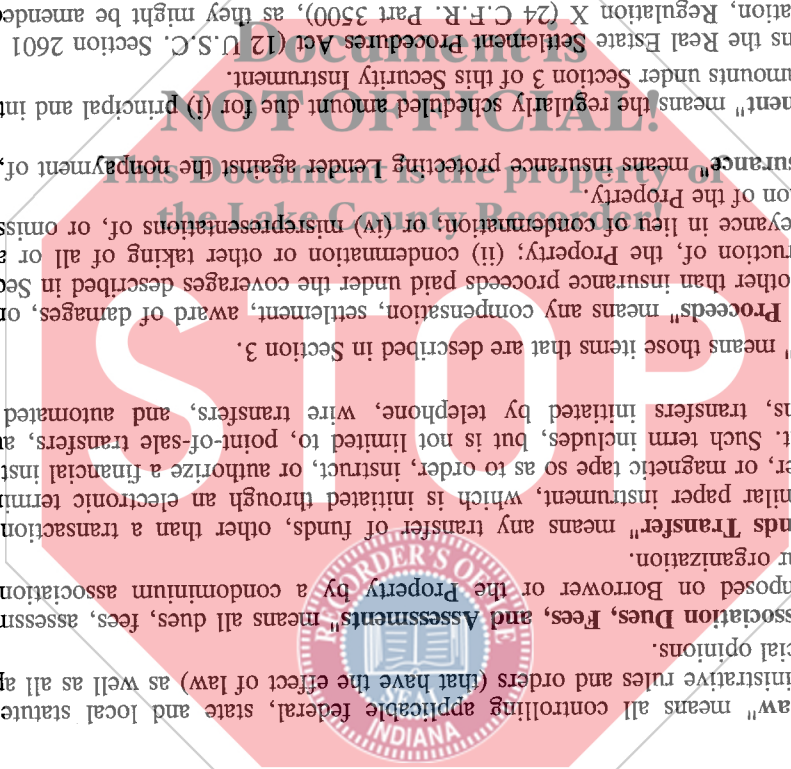 aw" means all controlling applicable federal, state and local statut
inistrative rules and orders (that have the effect of law) as well as all ap
cial opinions.
ssociation Dues, Fees, and Assessments" means all dues, fees, assessm
posed on Borrower or the Property by a condominium association
r organization.
nds Transfer" means any transfer of funds, other than a transaction
milar paper instrument, which is initiated through an electronic termi
er, or magnetic tape so as to order, instruct, or authorize a financial inst
t. Such term includes, but is not limited to, point-of-sale transfers, au
ns, transfers initiated by telephone, wire transfers, and automated
" means those items that are described in Section 3.
Proceeds" means any compensation, settlement, award of damages, or
other than insurance proceeds paid under the coverages described in Sec
ruction of, the Property; (ii) condemnation or other taking of all or a
eyance in lieu of condemnation; or (iv) misrepresentations of, or omiss
on of the Property.
surance" means insurance protecting Lender against the nonpayment of,
ent" means the regularly scheduled amount due for (i) principal and int
mounts under Section 3 of this Security Instrument.
ns the Real Estate Settlement Procedures Act (12 U.S.C. Section 2601
ation, Regulation X (24 C.F.R. Part 3500), as they might be amended
Document is
NOT OFFICIAL!
This Document is the property of
the Lake County Recorder!
STOP
RECORDER'S OF
SEAL
INDIANA